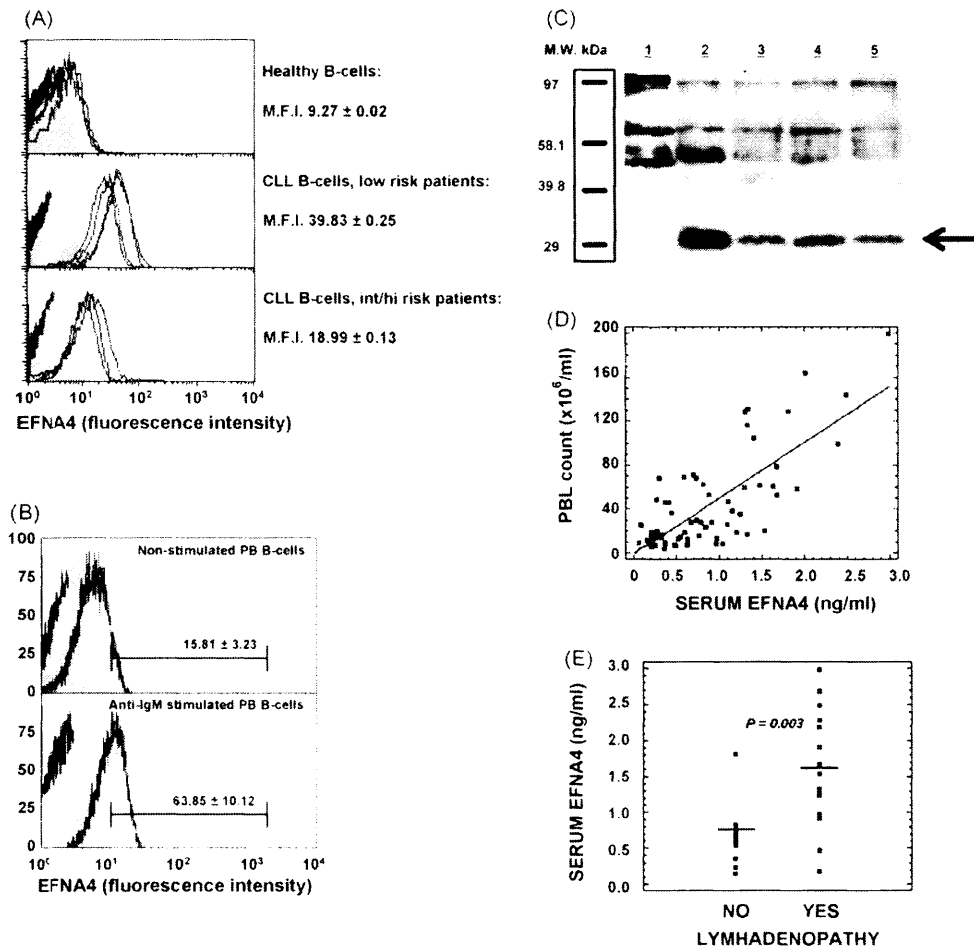 (A)
Healthy B-cells:
M.F.I. 9.27 ± 0.02
CLL B-cells, low risk patients:
M.F.I. 39.83 ± 0.25
CLL B-cells, int/hi risk patients:
M.F.I. 18.99 ± 0.13
10⁰ 10¹ 10² 10³ 10⁴
EFNA4 (fluorescence intensity)
(B)
100
75
50
25
0
Non-stimulated PB B-cells
15.81 ± 3.23
75
50
25
0
Anti-IgM stimulated PB B-cells
63.85 ± 10.12
10⁰ 10¹ 10² 10³ 10⁴
EFNA4 (fluorescence intensity)
(C)
M.W. kDa 1 2 3 4 5
97
58.1
39.8
29
(D)
PBL count (x10⁶/ml)
200
160
120
80
40
0
0 0.5 1.0 1.5 2.0 2.5 3.0
SERUM EFNA4 (ng/ml)
(E)
SERUM EFNA4 (ng/ml)
3.0
2.5
2.0
1.5
1.0
0.5
0.0
P = 0.003
NO YES
LYMHADENOPATHY